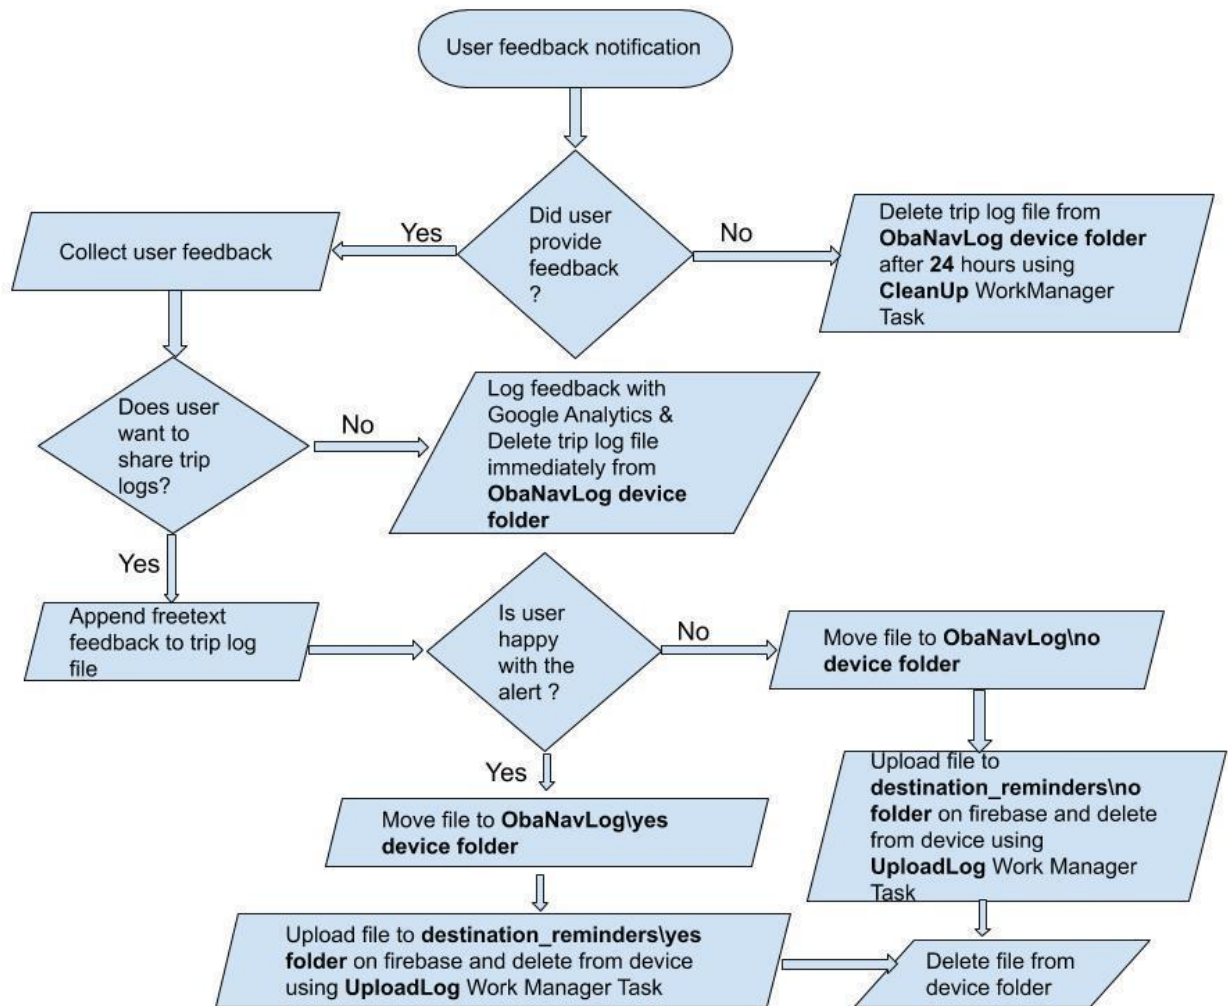 User feedback notification
Did user
provide
feedback
?
Yes
No
Collect user feedback
Delete trip log file from
ObaNavLog device folder
after 24 hours using
CleanUp WorkManager
Task
Does user
want to
share trip
logs?
No
Log feedback with
Google Analytics &
Delete trip log file
immediately from
ObaNavLog device
folder
Yes
Append freetext
feedback to trip log
file
Is user
happy
with the
alert ?
No
Move file to ObaNavLog\no
device folder
Yes
Upload file to
destination_reminders\no
folder on firebase and delete
from device using
UploadLog Work Manager
Task
Move file to ObaNavLog\yes
device folder
Upload file to destination_reminders\yes
folder on firebase and delete from device
using UploadLog Work Manager Task
Delete file from
device folder